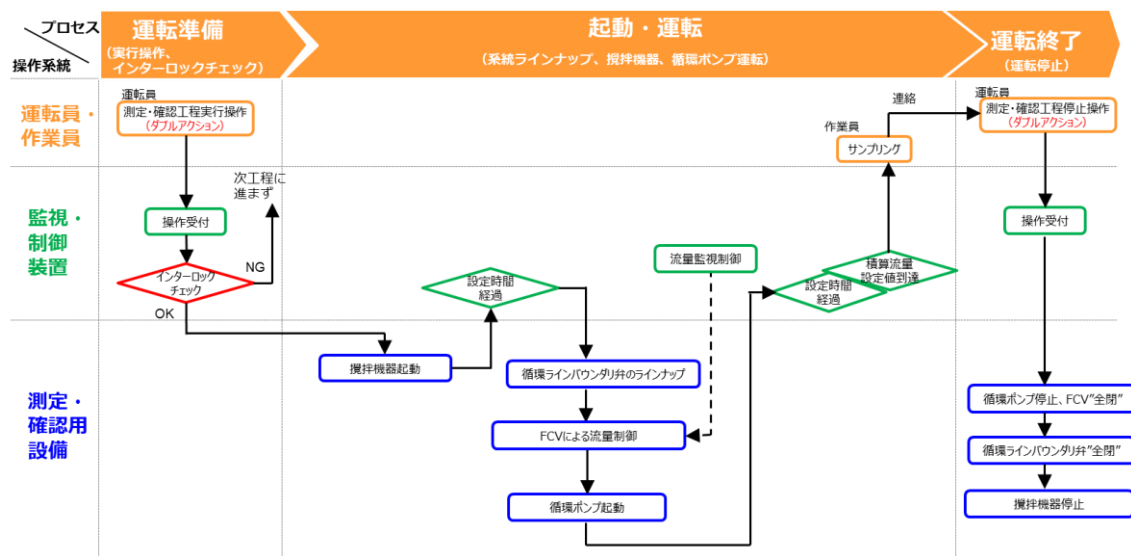 プロセス
操作系統
運転準備
(実行操作、
インターロックチェック)
起動・運転
(系統ラインナップ、攪拌機器、循環ポンプ運転)
運転終了
(運転停止)
運転員・
作業員
運転員
測定・確認工程実行操作
(ダブルアクション)
作業員
サンプリング
連絡
運転員
測定・確認工程停止操作
(ダブルアクション)
監視・
制御
装置
操作受付
次工程に
進まず
インターロック
チェック
NG
OK
設定時間
経過
流量監視制御
設定時間
経過
積算流量
設定値到達
操作受付
測定・
確認用
設備
攪拌機器起動
循環ラインバウンダリ弁のラインナップ
FCVによる流量制御
循環ポンプ起動
循環ポンプ停止、FCV"全閉"
循環ラインバウンダリ弁"全閉"
攪拌機器停止